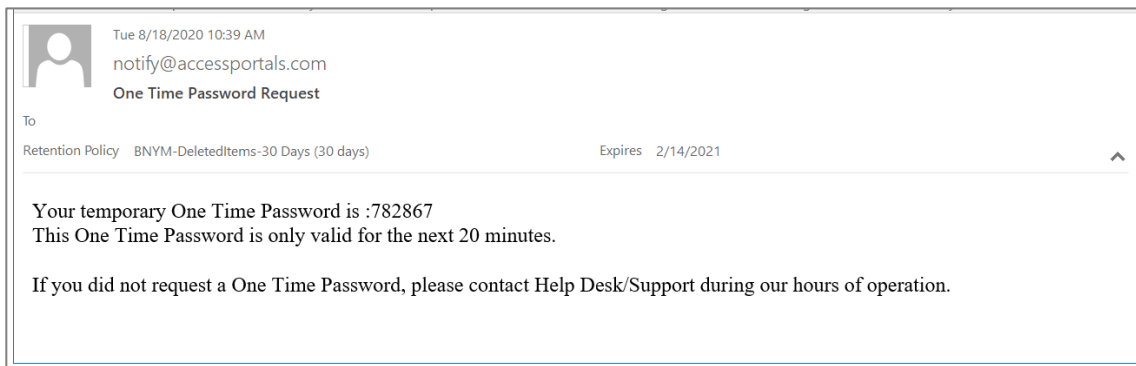 Tue 8/18/2020 10:39 AM
notify@accessportals.com
One Time Password Request
To
Retention Policy BNYM-DeletedItems-30 Days (30 days) Expires 2/14/2021
Your temporary One Time Password is :782867
This One Time Password is only valid for the next 20 minutes.
If you did not request a One Time Password, please contact Help Desk/Support during our hours of operation.